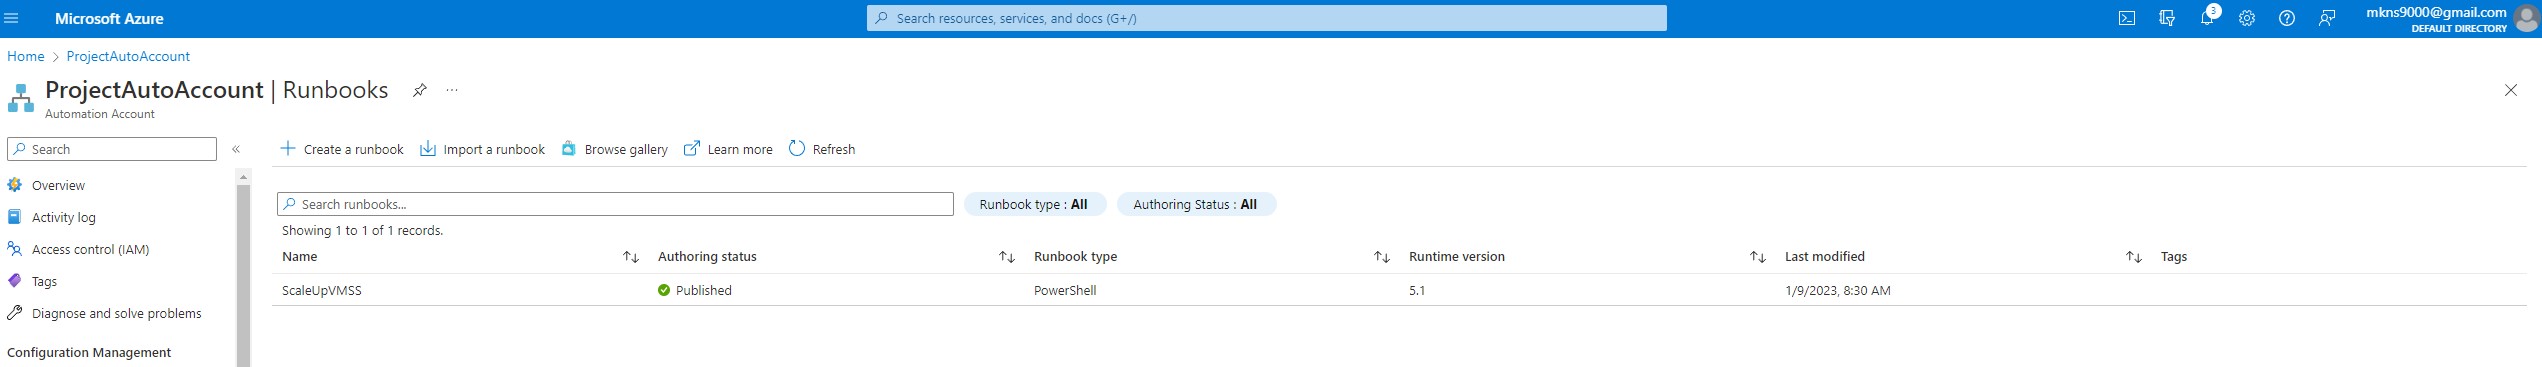 Microsoft Azure
Search resources, services, and docs (G+/)
3
mkns9000@gmail.com
DEFAULT DIRECTORY
Home > ProjectAutoAccount
ProjectAutoAccount | Runbooks
Automation Account
Search
Create a runbook Import a runbook Browse gallery Learn more Refresh
Overview
Activity log
Access control (IAM)
Tags
Diagnose and solve problems
Configuration Management
Search runbooks...
Runbook type : All
Authoring Status : All
Showing 1 to 1 of 1 records.
Name Authoring status Runbook type Runtime version Last modified Tags
ScaleUpVMSS Published PowerShell 5.1 1/9/2023, 8:30 AM